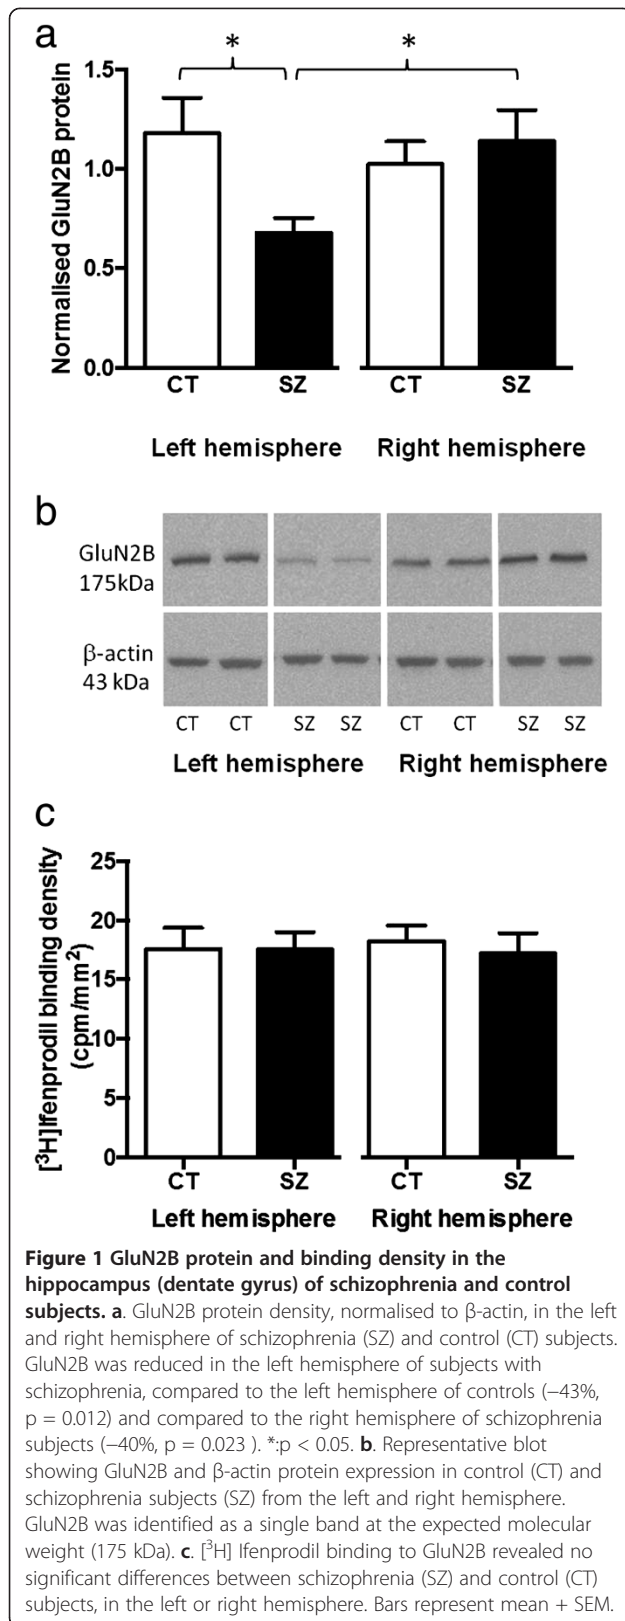 a
* *
Normalised GluN2B protein
1.5
1.0
0.5
0.0
CT SZ CT SZ
Left hemisphere Right hemisphere
b
GluN2B
175kDa
β-actin
43 kDa
CT CT SZ SZ CT CT SZ SZ
Left hemisphere Right hemisphere
c
[³H]Ifenprodil binding density
(cpm/mm²)
25
20
15
10
5
0
CT SZ CT SZ
Left hemisphere Right hemisphere
Figure 1 GluN2B protein and binding density in the
hippocampus (dentate gyrus) of schizophrenia and control
subjects. a. GluN2B protein density, normalised to β-actin, in the left
and right hemisphere of schizophrenia (SZ) and control (CT) subjects.
GluN2B was reduced in the left hemisphere of subjects with
schizophrenia, compared to the left hemisphere of controls (−43%,
p = 0.012) and compared to the right hemisphere of schizophrenia
subjects (−40%, p = 0.023 ). *:p < 0.05. b. Representative blot
showing GluN2B and β-actin protein expression in control (CT) and
schizophrenia subjects (SZ) from the left and right hemisphere.
GluN2B was identified as a single band at the expected molecular
weight (175 kDa). c. [³H] Ifenprodil binding to GluN2B revealed no
significant differences between schizophrenia (SZ) and control (CT)
subjects, in the left or right hemisphere. Bars represent mean + SEM.